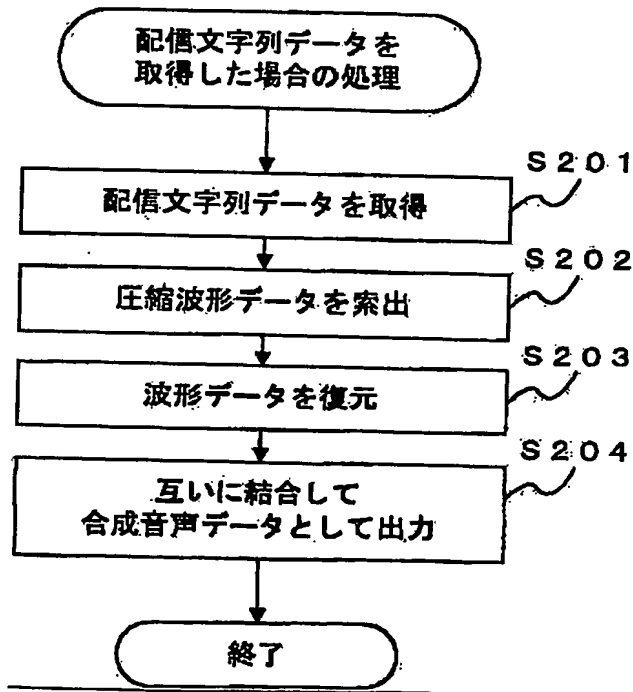 配信文字列データを
取得した場合の処理
S201
配信文字列データを取得
S202
圧縮波形データを索出
S203
波形データを復元
S204
互いに結合して
合成音声データとして出力
終了